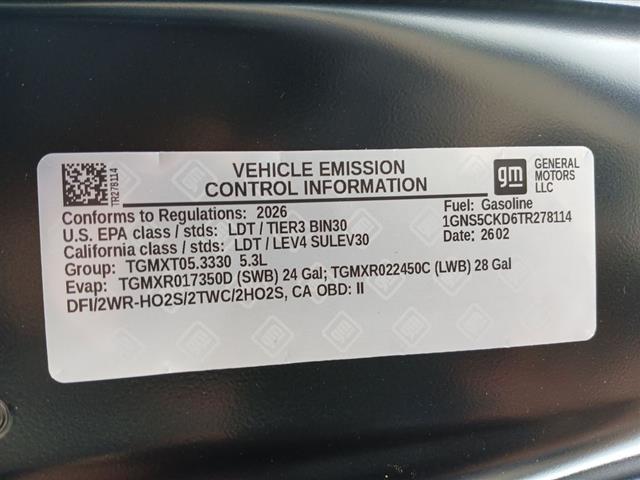 TR278114
VEHICLE EMISSION
CONTROL INFORMATION
gm
GENERAL
MOTORS
LLC
Conforms to Regulations: 2026
U.S. EPA class / stds: LDT / TIER3 BIN30
California class / stds: LDT / LEV4 SULEV30
Group: TGMXT05.3330 5.3L
Evap: TGMXR017350D (SWB) 24 Gal; TGMXR022450C (LWB) 28 Gal
DFI/2WR-HO2S/2TWC/2HO2S, CA OBD: II
Fuel: Gasoline
1GNS5CKD6TR278114
Date: 2602